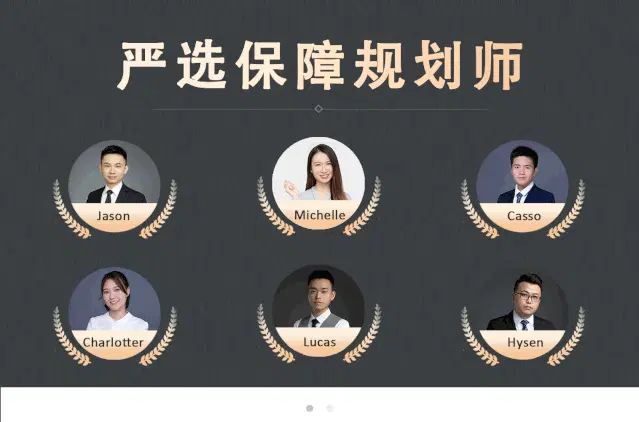 严选保障规划师
Jason
Michelle
Casso
Charlotter
Lucas
Hysen